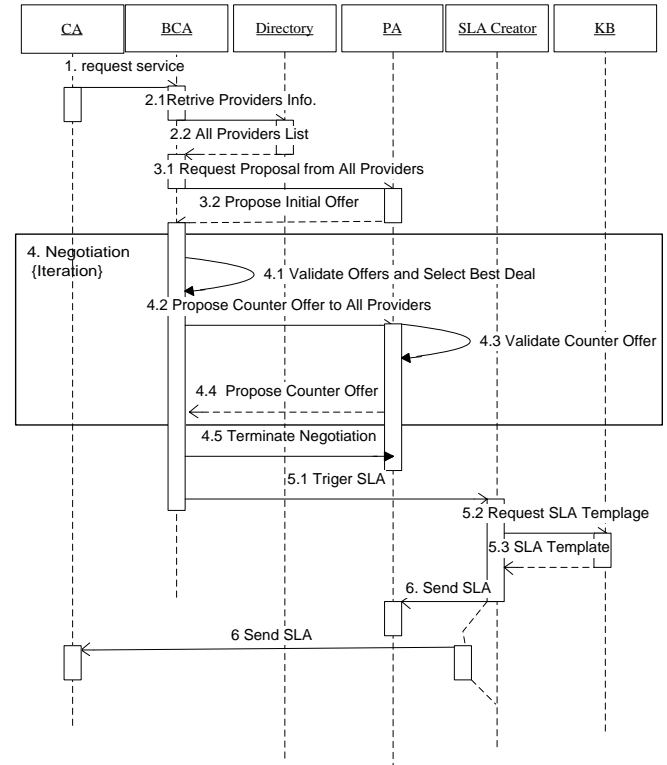 CA
BCA
Directory
PA
SLA Creator
KB
1. request service
2.1Retrive Providers Info.
2.2 All Providers List
3.1 Request Proposal from All Providers
3.2 Propose Initial Offer
4. Negotiation
{Iteration}
4.1 Validate Offers and Select Best Deal
4.2 Propose Counter Offer to All Providers
4.3 Validate Counter Offer
4.4 Propose Counter Offer
4.5 Terminate Negotiation
5.1 Triger SLA
5.2 Request SLA Templage
5.3 SLA Template
6. Send SLA
6 Send SLA